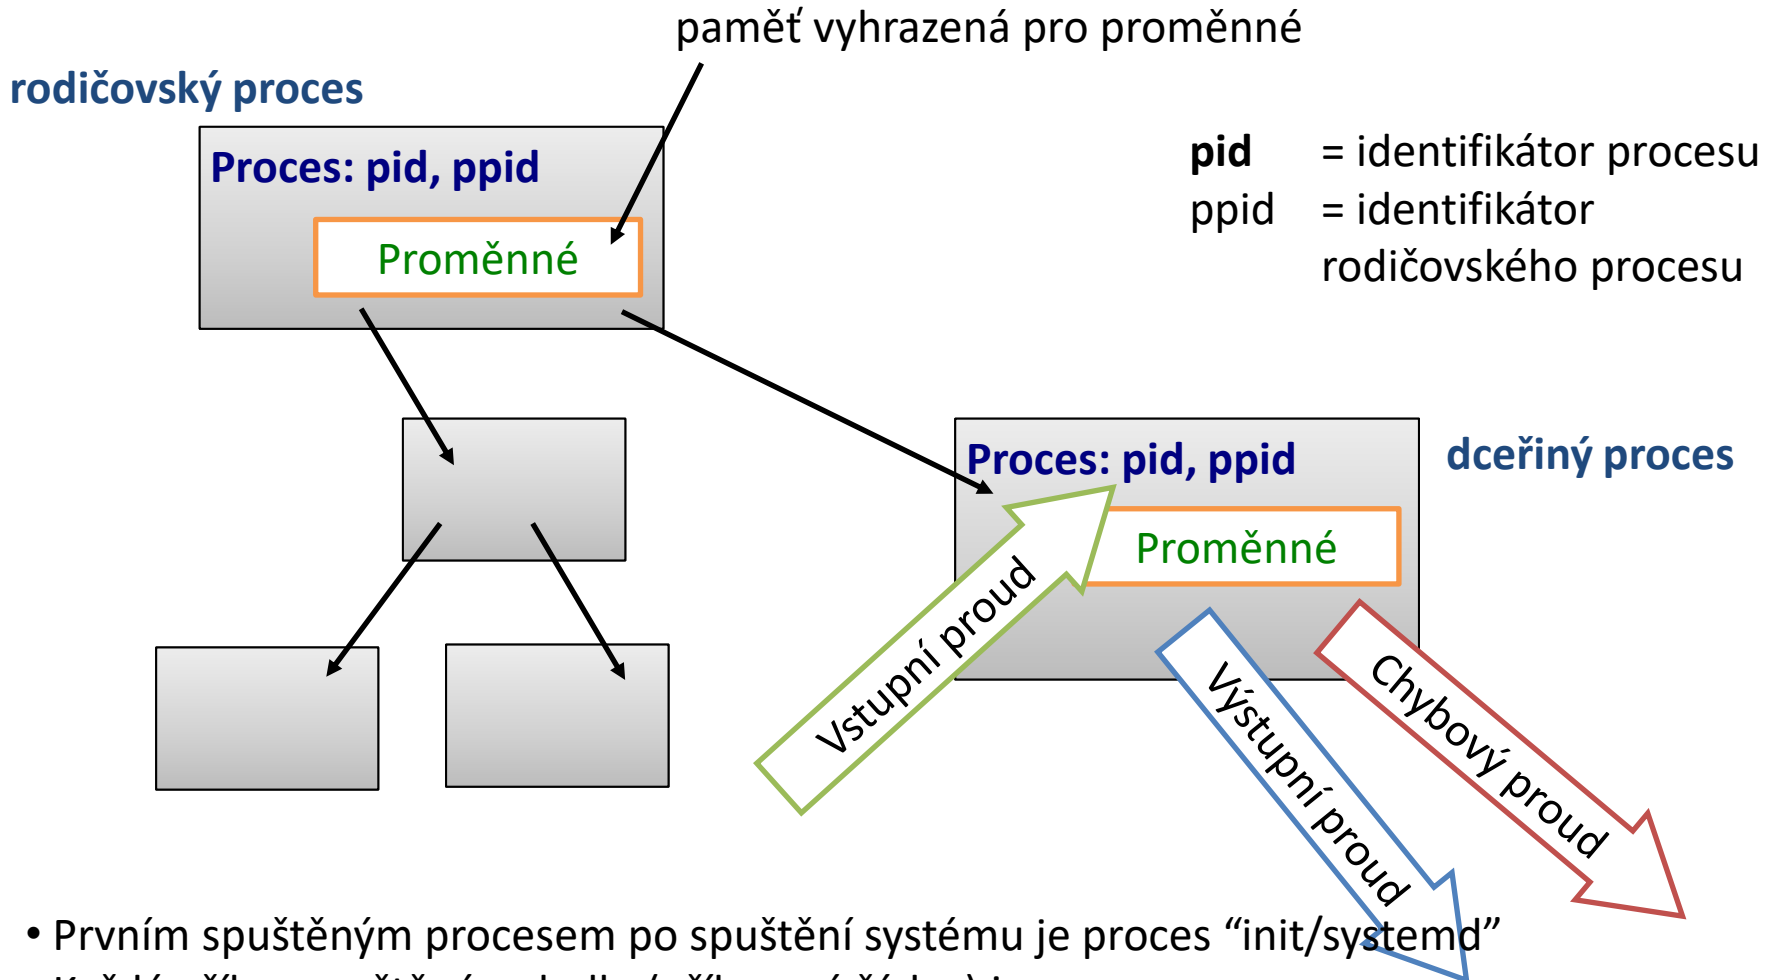 paměť vyhrazená pro proměnné
rodičovský proces
Proces: pid, ppid
Proměnné
pid = identifikátor procesu
ppid = identifikátor
rodičovského procesu
Proces: pid, ppid
dceřiný proces
Proměnné
Vstupní proud
Výstupní proud
Chybový proud
• Prvním spuštěným procesem po spuštění systému je proces “init/systemd”